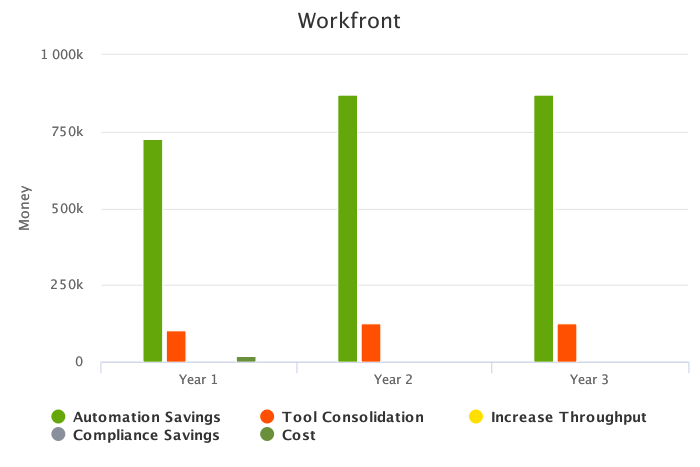 Workfront
1 000k
750k
500k
250k
0
Money
Year 1
Year 2
Year 3
Automation Savings
Tool Consolidation
Increase Throughput
Compliance Savings
Cost